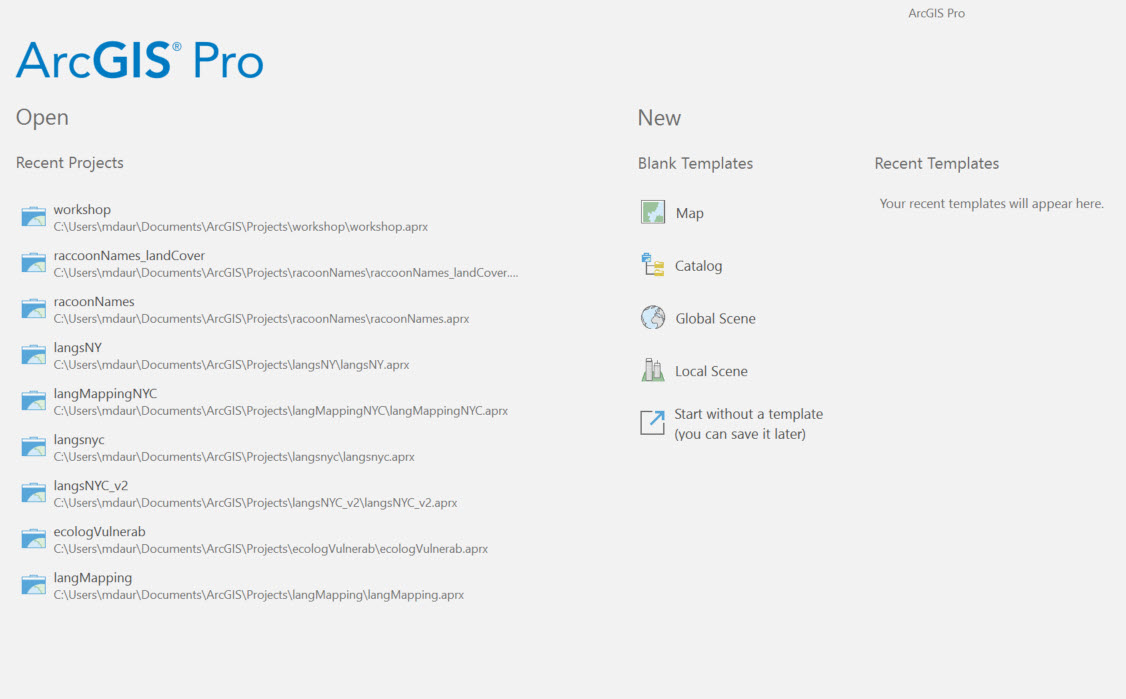 ArcGIS Pro
ArcGIS® Pro
Open
Recent Projects
workshop
C:\Users\mdaur\Documents\ArcGIS\Projects\workshop\workshop.aprx
raccoonNames_landCover
C:\Users\mdaur\Documents\ArcGIS\Projects\racoonNames\raccoonNames_landCover....
racoonNames
C:\Users\mdaur\Documents\ArcGIS\Projects\racoonNames\racoonNames.aprx
langsNY
C:\Users\mdaur\Documents\ArcGIS\Projects\langsNY\langsNY.aprx
langMappingNYC
C:\Users\mdaur\Documents\ArcGIS\Projects\langMappingNYC\langMappingNYC.aprx
langsnyc
C:\Users\mdaur\Documents\ArcGIS\Projects\langsnyc\langsnyc.aprx
langsNYC_v2
C:\Users\mdaur\Documents\ArcGIS\Projects\langsNYC_v2\langsNYC_v2.aprx
ecologVulnerab
C:\Users\mdaur\Documents\ArcGIS\Projects\ecologVulnerab\ecologVulnerab.aprx
langMapping
C:\Users\mdaur\Documents\ArcGIS\Projects\langMapping\langMapping.aprx
New
Blank Templates
Map
Catalog
Global Scene
Local Scene
Start without a template
(you can save it later)
Recent Templates
Your recent templates will appear here.